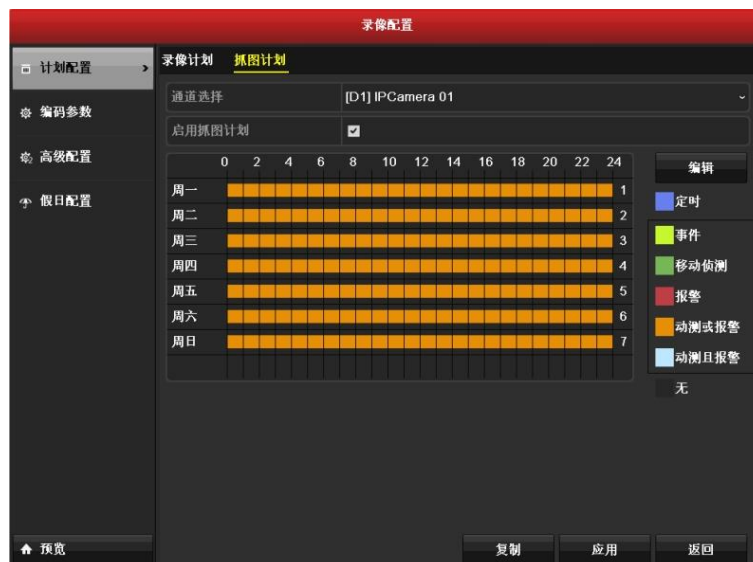 录像配置
计划配置 >
编码参数
高级配置
假日配置
录像计划 抓图计划
通道选择 [D1] IPCamera 01
启用抓图计划
0 2 4 6 8 10 12 14 16 18 20 22 24
周一 1
周二 2
周三 3
周四 4
周五 5
周六 6
周日 7
编辑
定时
事件
移动侦测
报警
动测或报警
动测且报警
无
预览
复制 应用 返回